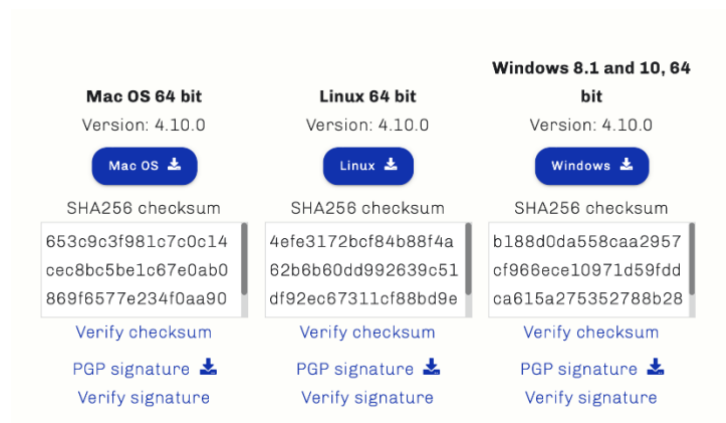 Mac OS 64 bit
Version: 4.10.0
Mac OS
SHA256 checksum
653c9c3f981c7c0c14
cec8bc5be1c67e0ab0
869f6577e234f0aa90
Verify checksum
PGP signature
Verify signature
Linux 64 bit
Version: 4.10.0
Linux
SHA256 checksum
4efe3172bcf84b88f4a
62b6b60dd992639c51
df92ec67311cf88bd9e
Verify checksum
PGP signature
Verify signature
Windows 8.1 and 10, 64
bit
Version: 4.10.0
Windows
SHA256 checksum
b188d0da558caa2957
cf966ece10971d59fdd
ca615a275352788b28
Verify checksum
PGP signature
Verify signature